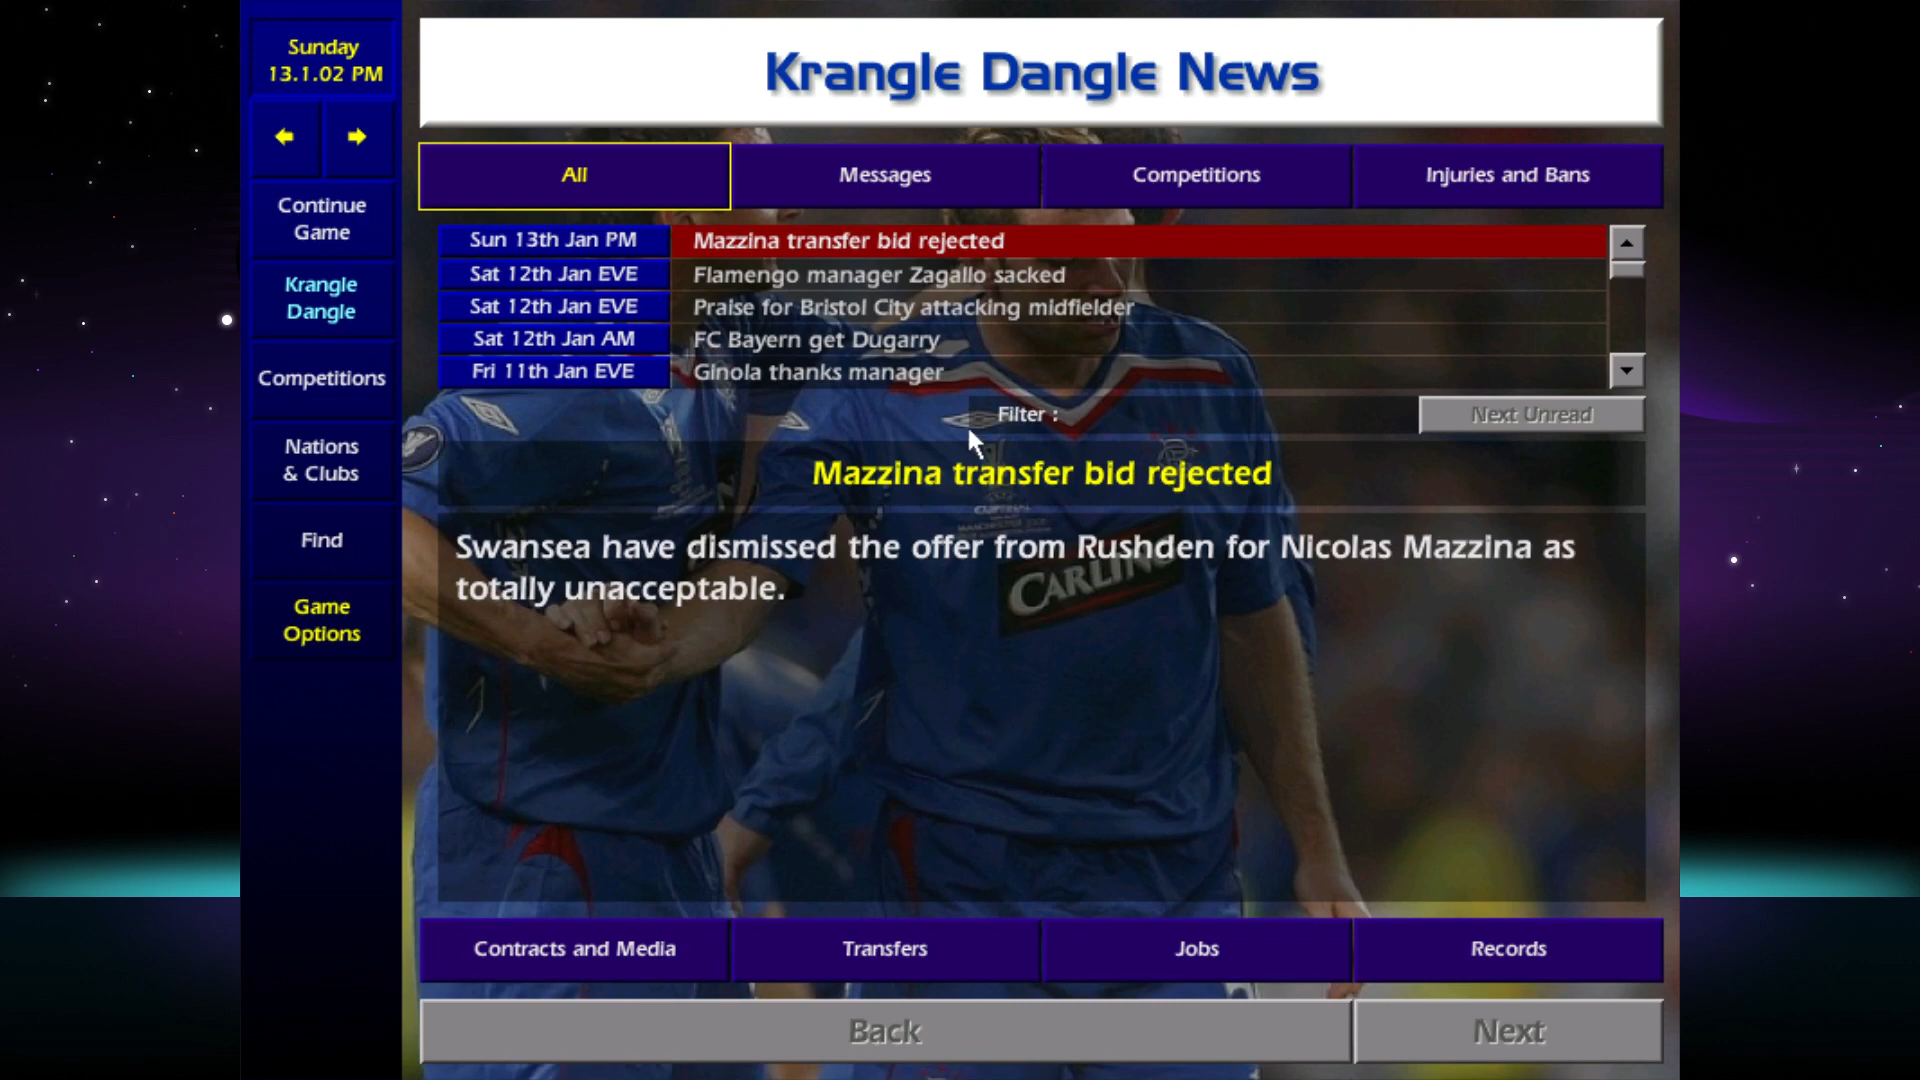 Sunday
13.1.02 PM
Continue
Game
Krangle
Dangle
Competitions
Nations
& Clubs
Find
Game
Options
Krangle Dangle News
All
Messages
Competitions
Injuries and Bans
Sun 13th Jan PM Mazzina transfer bid rejected
Sat 12th Jan EVE Flamengo manager Zagallo sacked
Sat 12th Jan EVE Praise for Bristol City attacking midfielder
Sat 12th Jan AM FC Bayern get Dugarry
Fri 11th Jan EVE Ginola thanks manager
Filter :
Next Unread
Mazzina transfer bid rejected
Swansea have dismissed the offer from Rushden for Nicolas Mazzina as
totally unacceptable.
Contracts and Media
Transfers
Jobs
Records
Back
Next